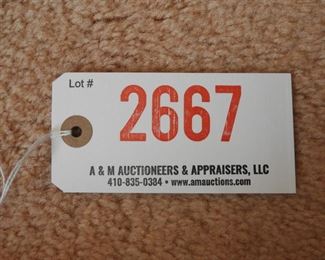 Lot #
2667
A & M AUCTIONEERS & APPRAISERS, LLC
410-835-0384 • www.amauctions.com